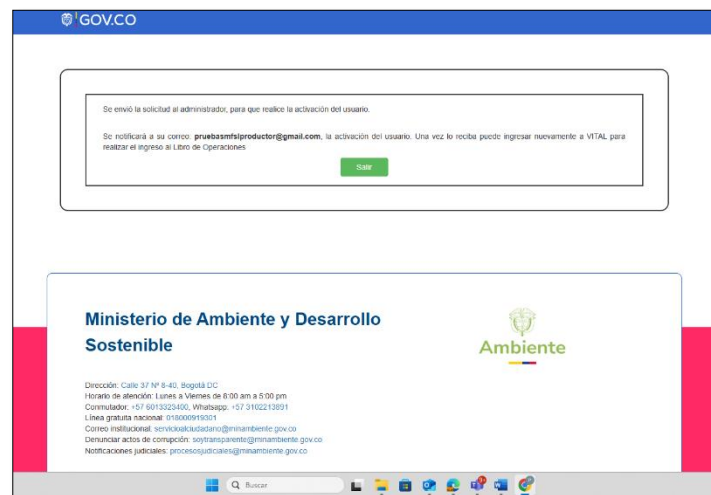 GOV.CO
Se envió la solicitud al administrador, para que realice la activación del usuario.
Se notificará a su correo: pruebasmfslproductor@gmail.com, la activación del usuario. Una vez lo reciba puede ingresar nuevamente a VITAL para
realizar el ingreso al Libro de Operaciones
Salir
Ministerio de Ambiente y Desarrollo
Sostenible
Ambiente
Dirección: Calle 37 Nº 8-40, Bogotá DC
Horario de atención: Lunes a Viernes de 8:00 am a 5:00 pm
Conmutador: +57 6013323400, Whatsapp: +57 3102213891
Línea gratuita nacional: 018000919301
Correo institucional: servicioalciudadano@minambiente.gov.co
Denunciar actos de corrupción: soytransparente@minambiente.gov.co
Notificaciones judiciales: procesosjudiciales@minambiente.gov.co
Buscar